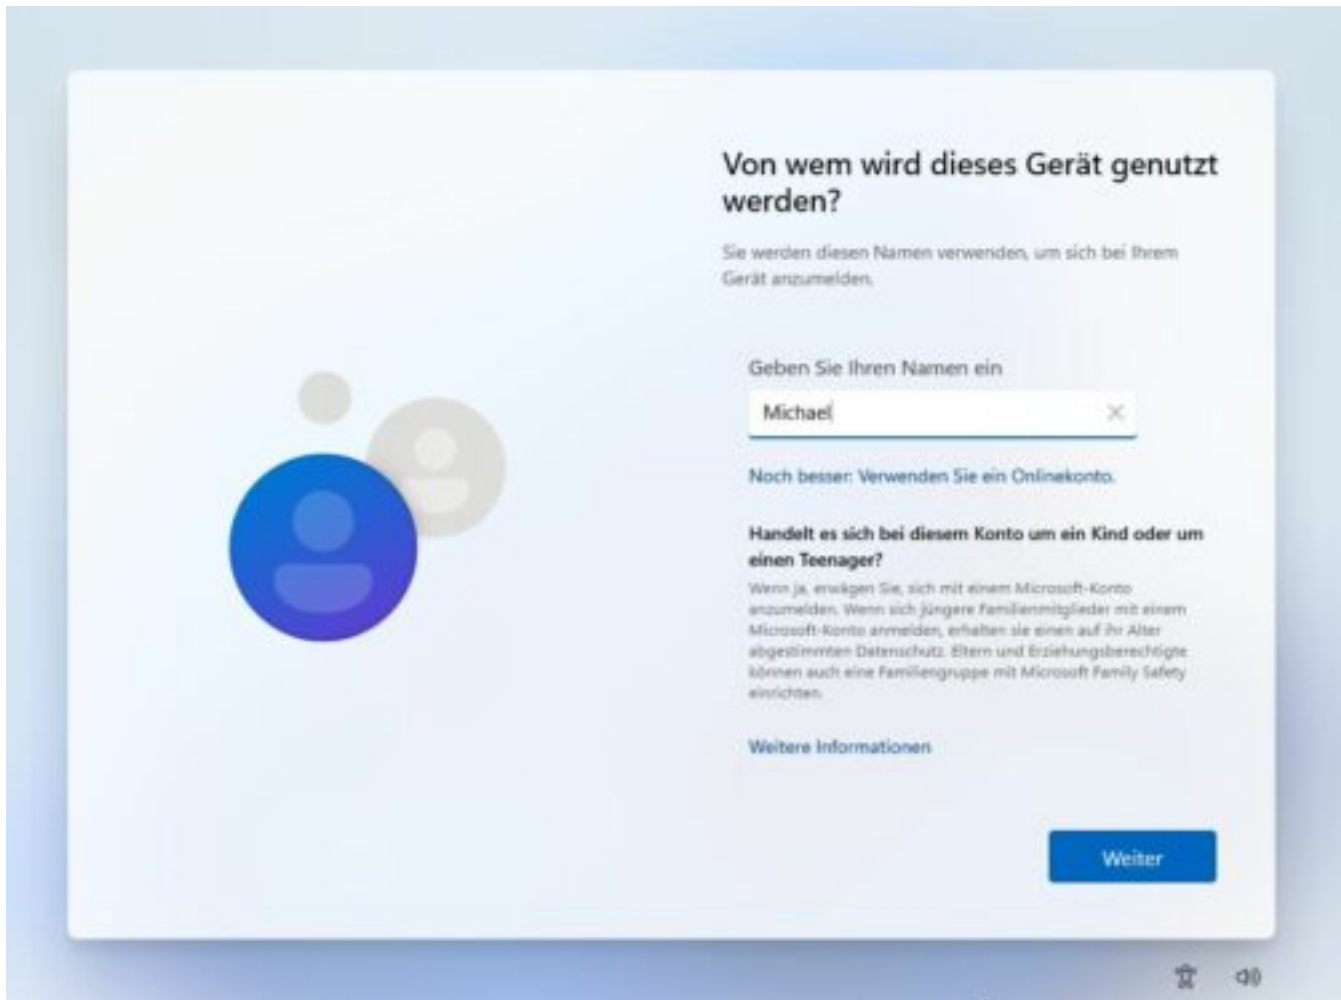 Von wem wird dieses Gerät genutzt
werden?
Sie werden diesen Namen verwenden, um sich bei Ihrem
Gerät anzumelden.
Geben Sie Ihren Namen ein
Michael
Noch besser: Verwenden Sie ein Onlinekonto.
Handelt es sich bei diesem Konto um ein Kind oder um
einen Teenager?
Wenn ja, erwägen Sie, sich mit einem Microsoft-Konto
anzumelden. Wenn sich jüngere Familienmitglieder mit einem
Microsoft-Konto anmelden, erhalten sie einen auf ihr Alter
abgestimmten Datenschutz. Eltern und Erziehungsberechtigte
können auch eine Familiengruppe mit Microsoft Family Safety
einrichten.
Weitere Informationen
Weiter